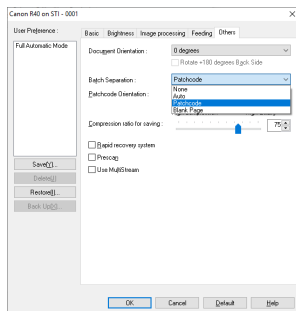 Canon R40 on STI - 0001
User Preference :
Full Automatic Mode
Save(Y)...
Delete(J)
Restore(I)...
Back Up(X)...
Basic Brightness Image processing Feeding Others
Document Orientation : 0 degrees
Rotate +180 degrees Back Side
Batch Separation : Patchcode
None
Auto
Patchcode Orientation : Patchcode
Blank Page
Compression ratio for saving : 75
Rapid recovery system
Prescan
Use MultiStream
OK Cancel Default Help